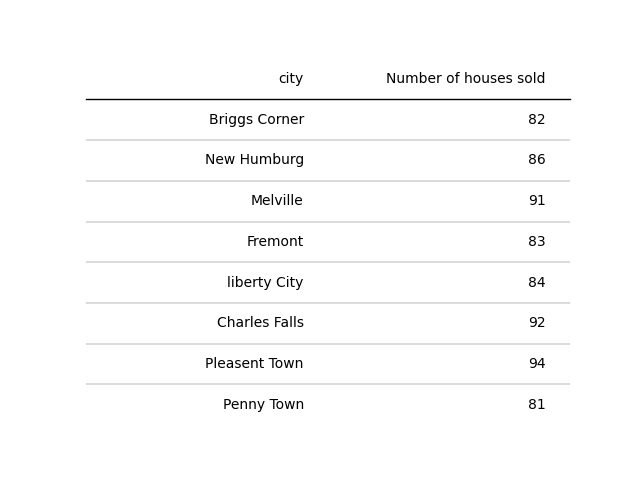 city Number of houses sold
Briggs Corner 82
New Humburg 86
Melville 91
Fremont 83
liberty City 84
Charles Falls 92
Pleasent Town 94
Penny Town 81